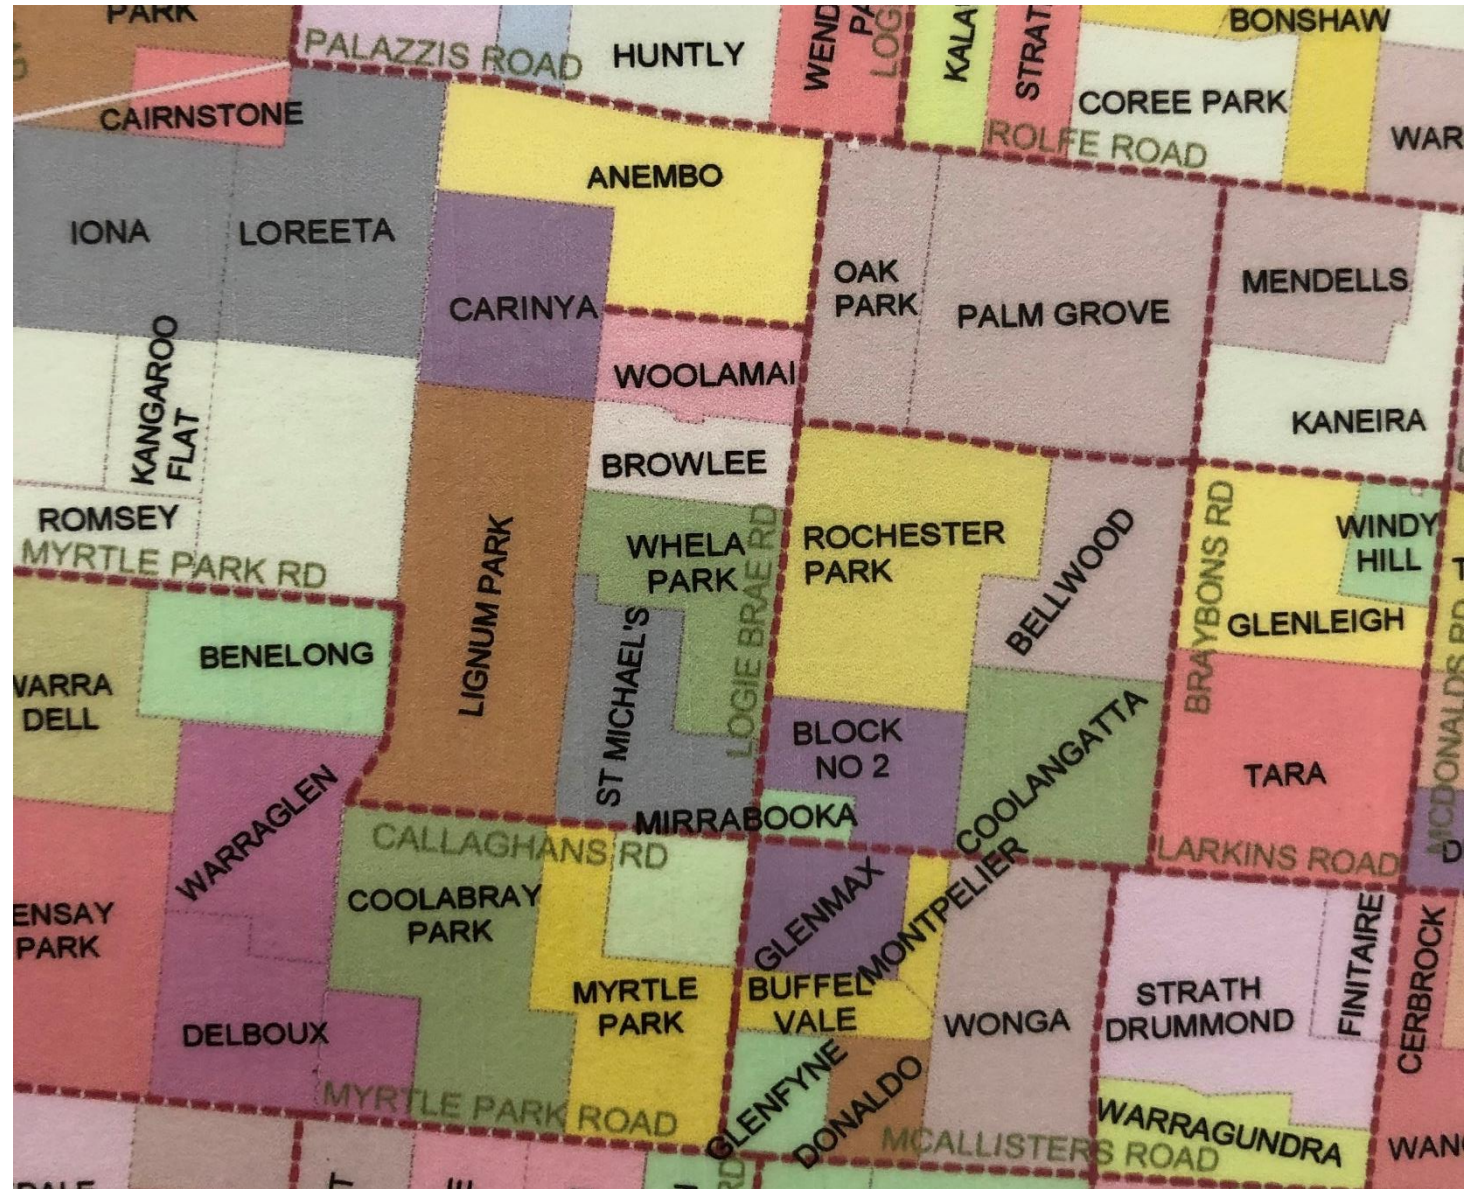 PARK
PALAZZIS ROAD
HUNTLY
BONSHAW
COREE PARK
CAIRNSTONE
ROLFE ROAD
ANEMBO
IONA
LOREETA
CARINYA
OAK
PARK
PALM GROVE
MENDELLS
KANGAROO
FLAT
WOOLAMAI
KANEIRA
BROWLEE
ROMSEY
MYRTLE PARK RD
LIGNUM PARK
WHELA
PARK
LOGIE BRAE RD
ROCHESTER
PARK
BELLWOOD
BRAYBONS RD
WINDY
HILL
GLENLEIGH
MCDONALDS RD
BENELONG
DELL
ST MICHAEL'S
BLOCK
NO 2
COOLANGATTA
TARA
WARRAGLEN
MIRRABOOKA
CALLAGHANS RD
LARKINS ROAD
COOLABRAY
PARK
GLENMAX
MONTPELIER
PARK
MYRTLE
PARK
BUFFEL
VALE
WONGA
STRATH
DRUMMOND
FINITAIRE
CERBROCK
DELBOUX
GLENFYNE
DONALDO
MYRTLE PARK ROAD
MCALLISTERS ROAD
WARRAGUNDRA